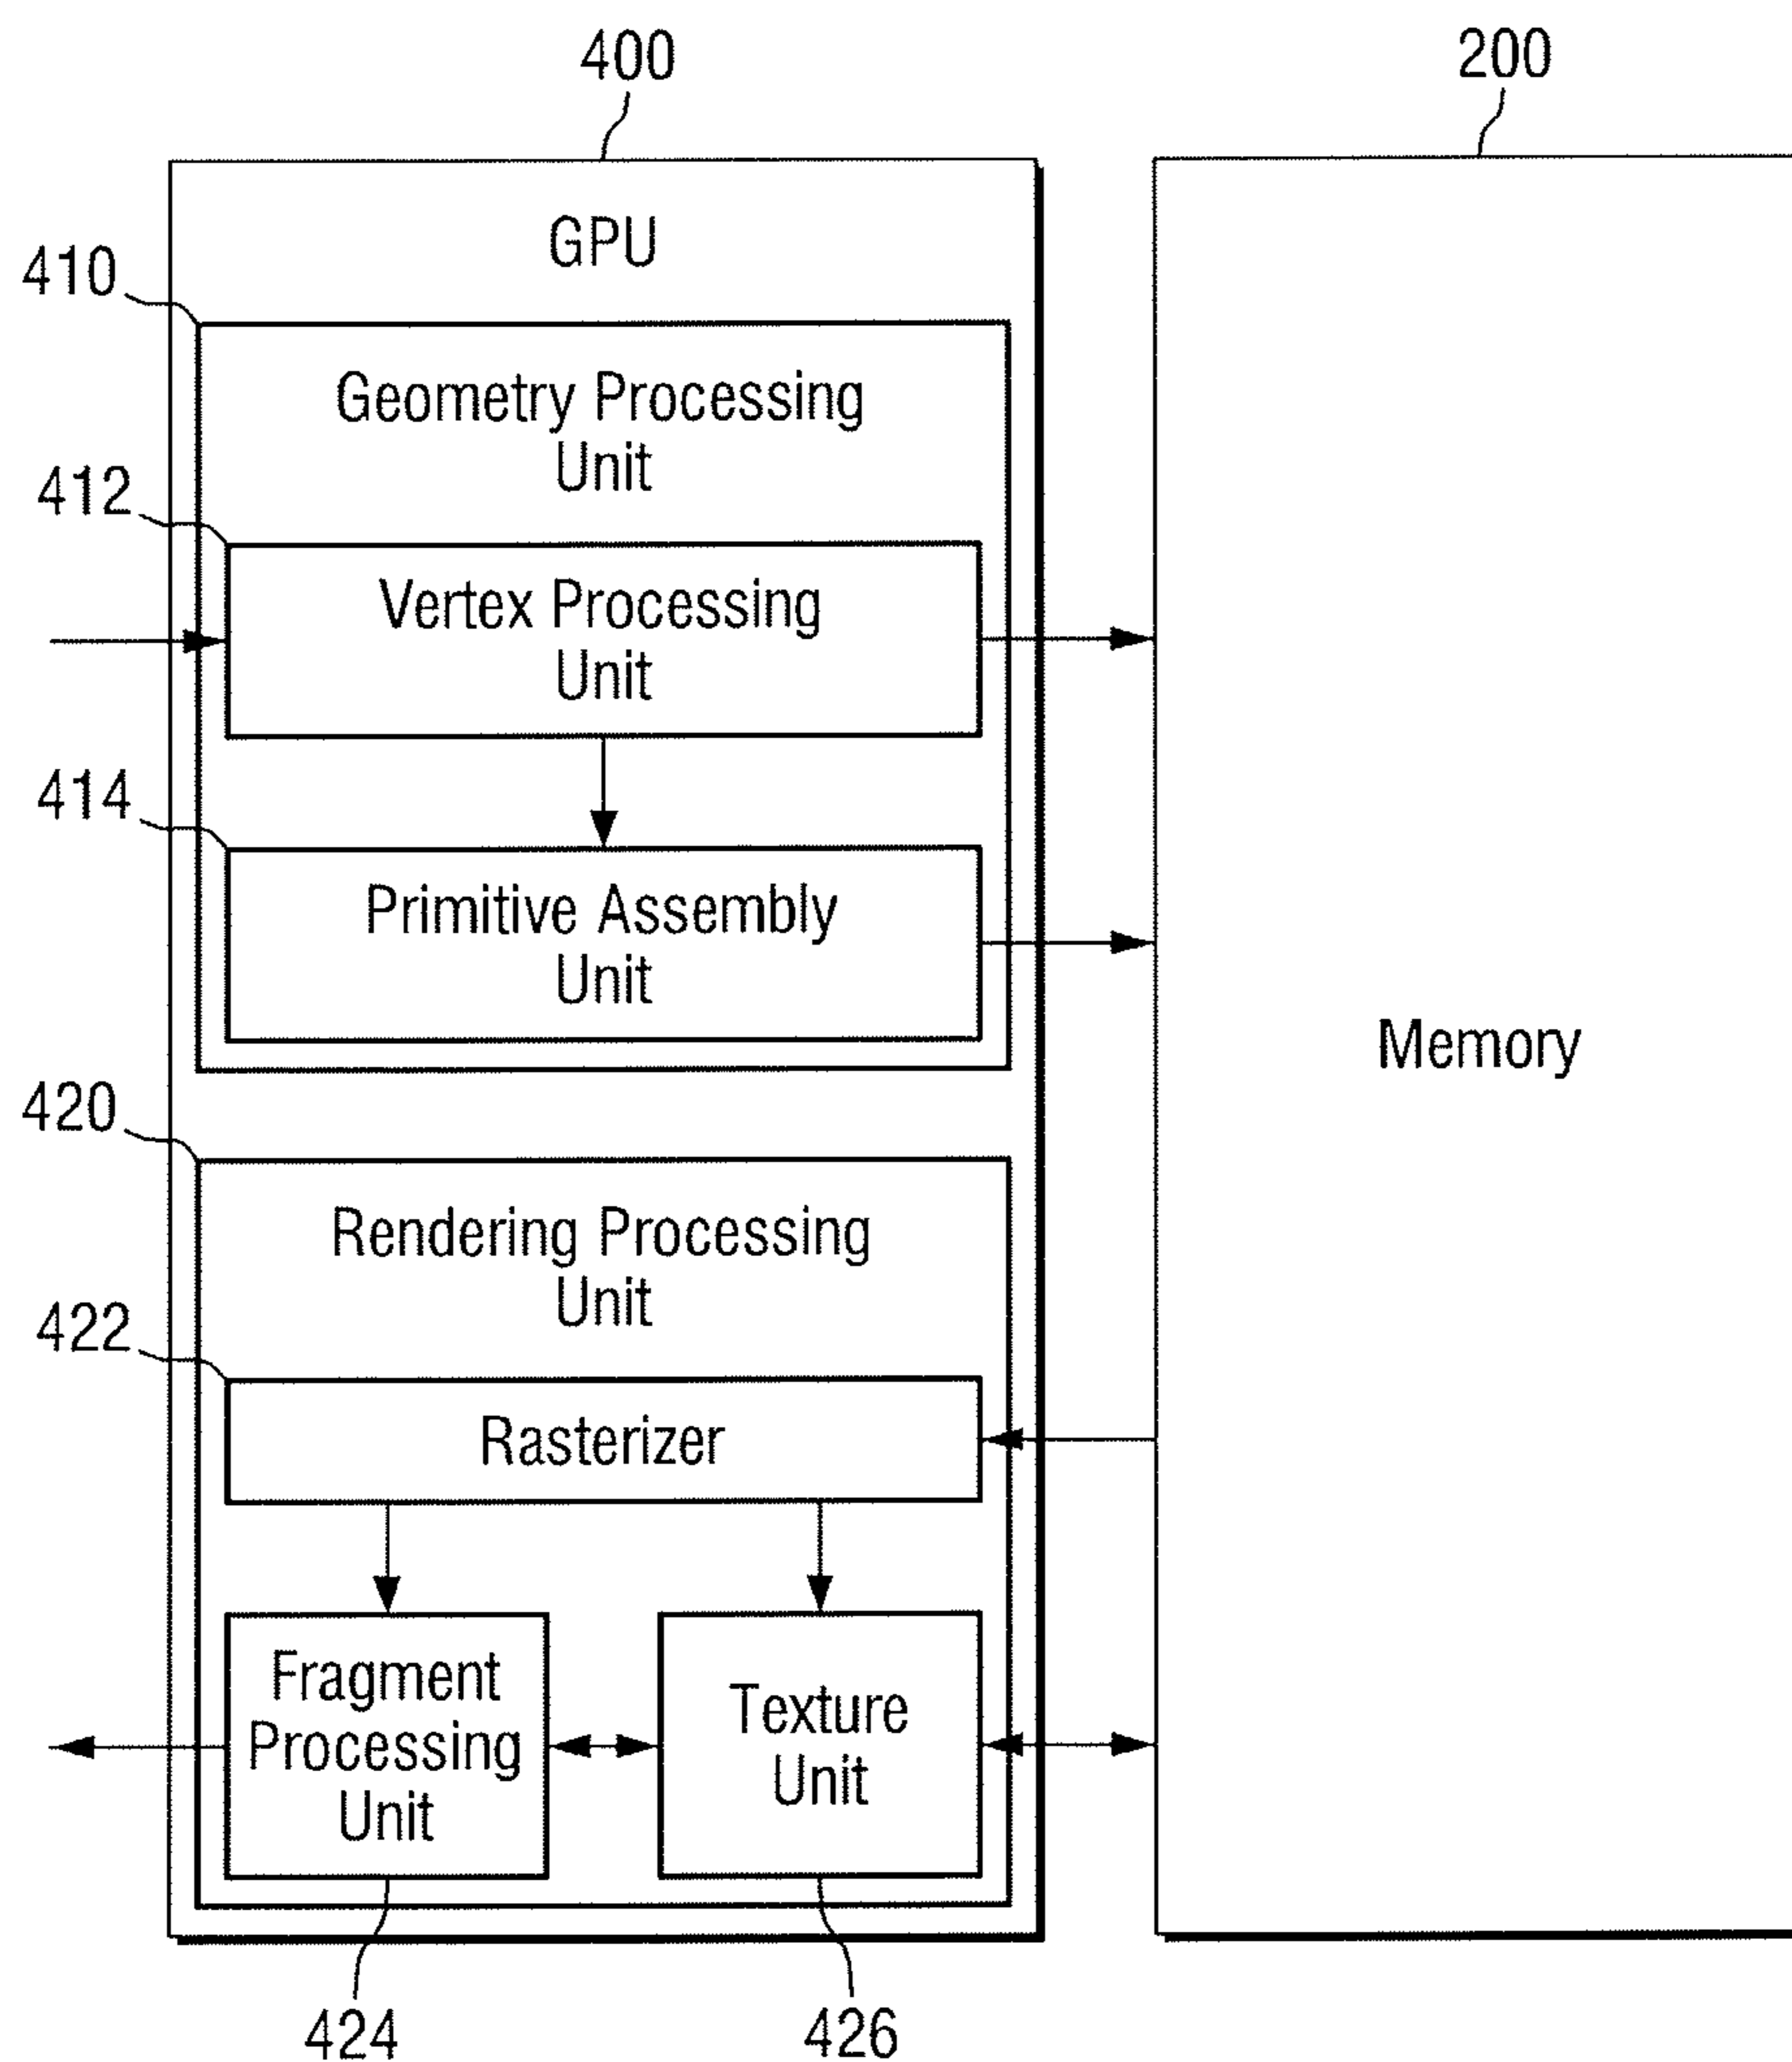 400
200
GPU
410
Geometry Processing
Unit
412
Vertex Processing
Unit
414
Primitive Assembly
Unit
Memory
420
Rendering Processing
Unit
422
Rasterizer
Fragment
Processing
Unit
Texture
Unit
424
426